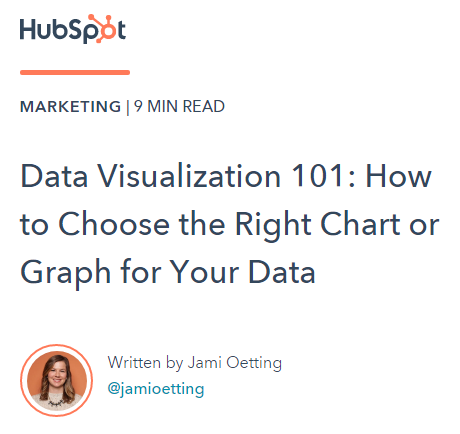 HubSpot
MARKETING | 9 MIN READ
Data Visualization 101: How
to Choose the Right Chart or
Graph for Your Data
Written by Jami Oetting
@jamioetting